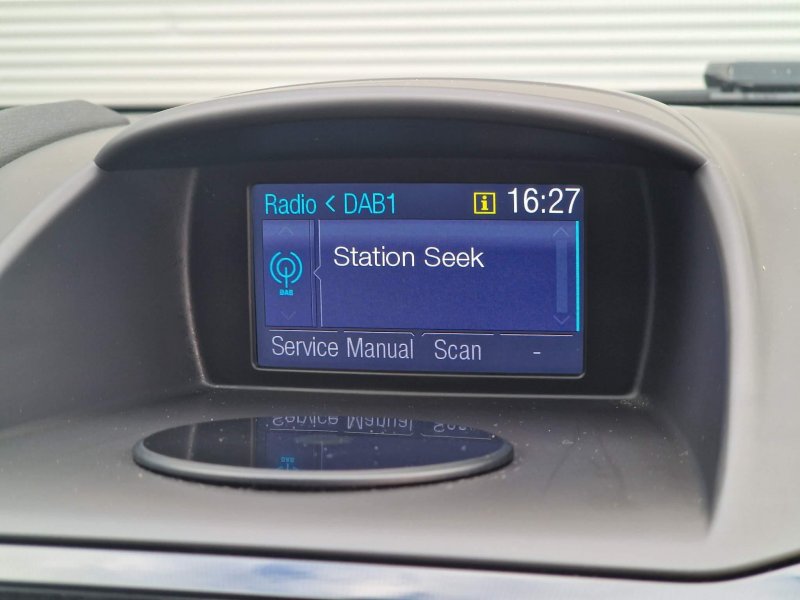 Radio < DAB1 i 16:27
DAB
Station Seek
Service Manual Scan -